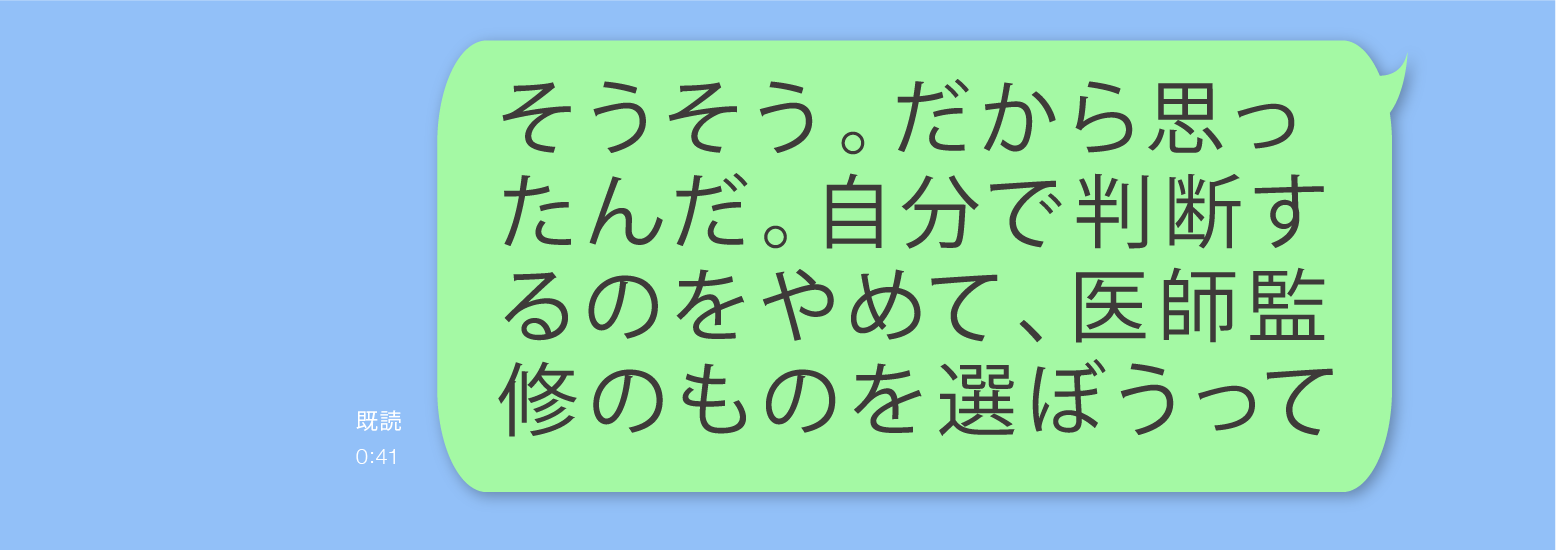 そうそう。だから思っ
たんだ。自分で判断す
るのをやめて、医師監
修のものを選ぼうって
既読
0:41